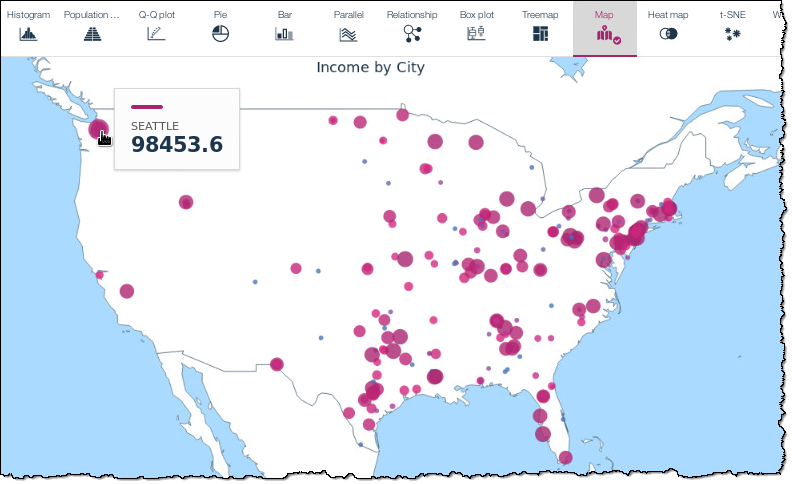 Histogram Population ... Q-Q plot Pie Bar Parallel Relationship Box plot Treemap Map Heat map t-SNE
Income by City
SEATTLE
98453.6